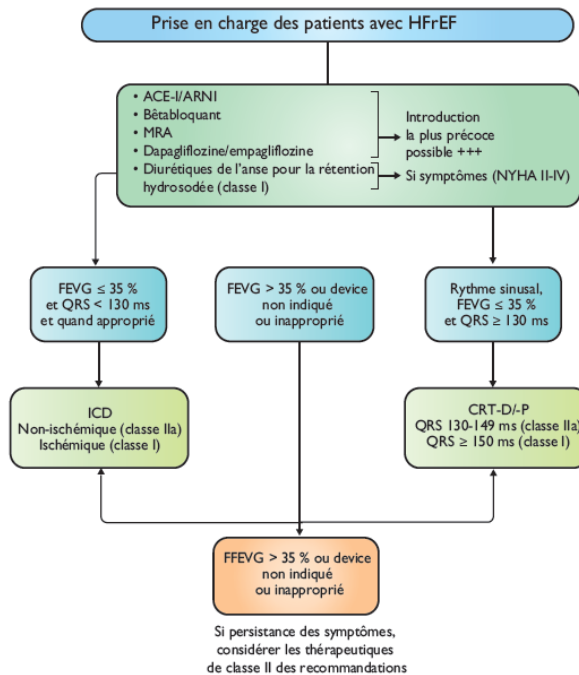 Prise en charge des patients avec HFrEF
• ACE-I/ARNI
• Bêtabloquant
• MRA
• Dapagliflozine/empagliflozine
• Diurétiques de l'anse pour la rétention
hydrosodée (classe I)
Introduction
la plus précoce
possible +++
Si symptômes (NYHA II-IV)
FEVG ≤ 35 %
et QRS < 130 ms
et quand approprié
FEVG > 35 % ou device
non indiqué
ou inapproprié
Rythme sinusal,
FEVG ≤ 35 %
et QRS ≥ 130 ms
ICD
Non-ischémique (classe IIa)
Ischémique (classe I)
CRT-D/-P
QRS 130-149 ms (classe IIa)
QRS ≥ 150 ms (classe I)
FFEVG > 35 % ou device
non indiqué
ou inapproprié
Si persistance des symptômes,
considérer les thérapeutiques
de classe II des recommandations